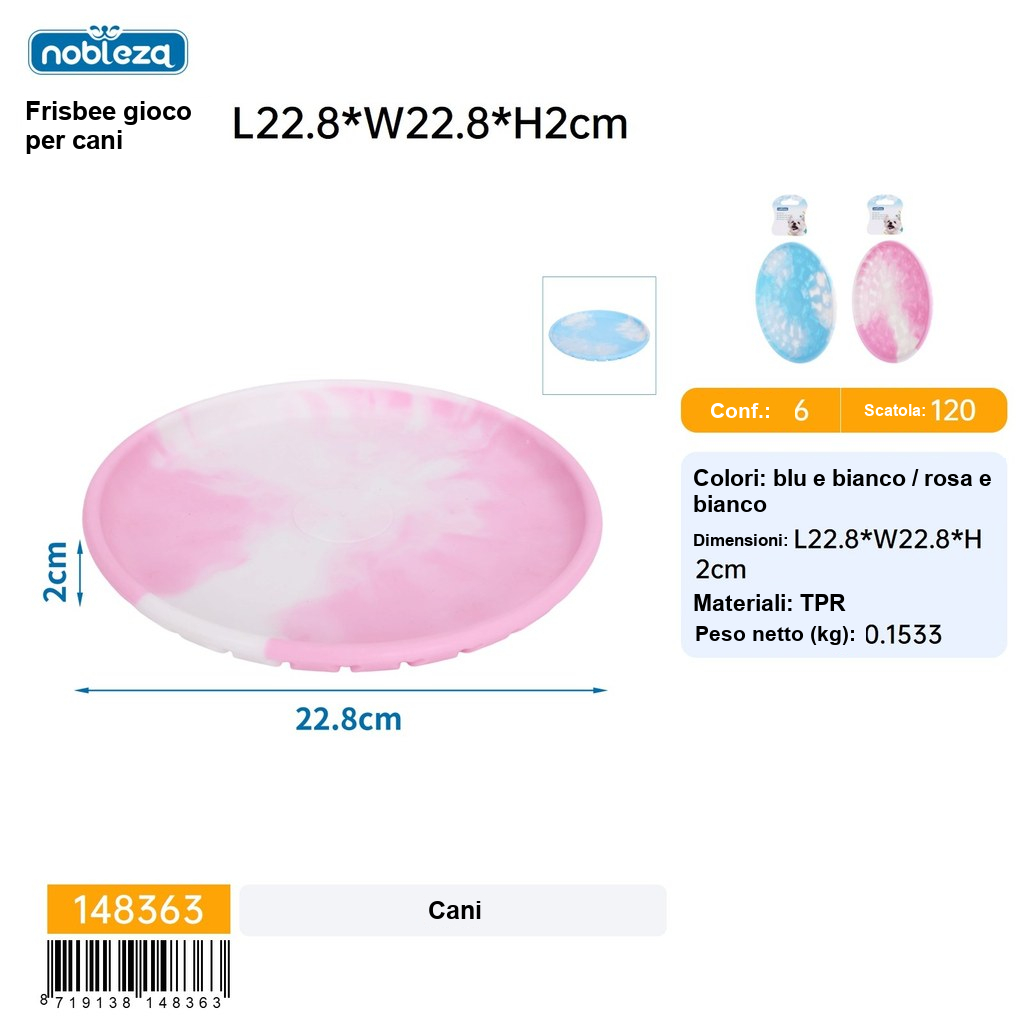 nobleza
Frisbee gioco
per cani
L22.8*W22.8*H2cm
Conf.: 6
Scatola: 120
Colori: blu e bianco / rosa e
bianco
Dimensioni: L22.8*W22.8*H
2cm
Materiali: TPR
Peso netto (kg): 0.1533
2cm
22.8cm
148363
Cani
8 719138 148363